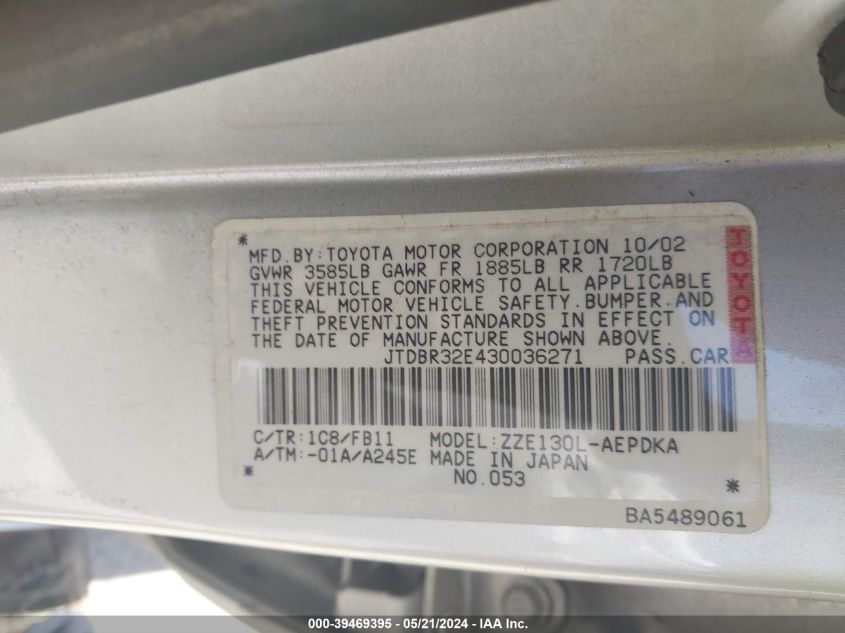 * MFD.BY:TOYOTA MOTOR CORPORATION 10/02
GVWR 3585LB GAWR FR 1885LB RR 1720LB
THIS VEHICLE CONFORMS TO ALL APPLICABLE
FEDERAL MOTOR VEHICLE SAFETY.BUMPER.AND
THEFT PREVENTION STANDARDS IN EFFECT ON
THE DATE OF MANUFACTURE SHOWN ABOVE.
JTDBR32E430036271 PASS.CAR
TOYOTA
C/TR:1C8/FB11 MODEL:ZZE130L-AEPDKA
A/TM:-01A/A245E MADE IN JAPAN
* NO.053 *
BA5489061
000-39469395 - 05/21/2024 - IAA Inc.